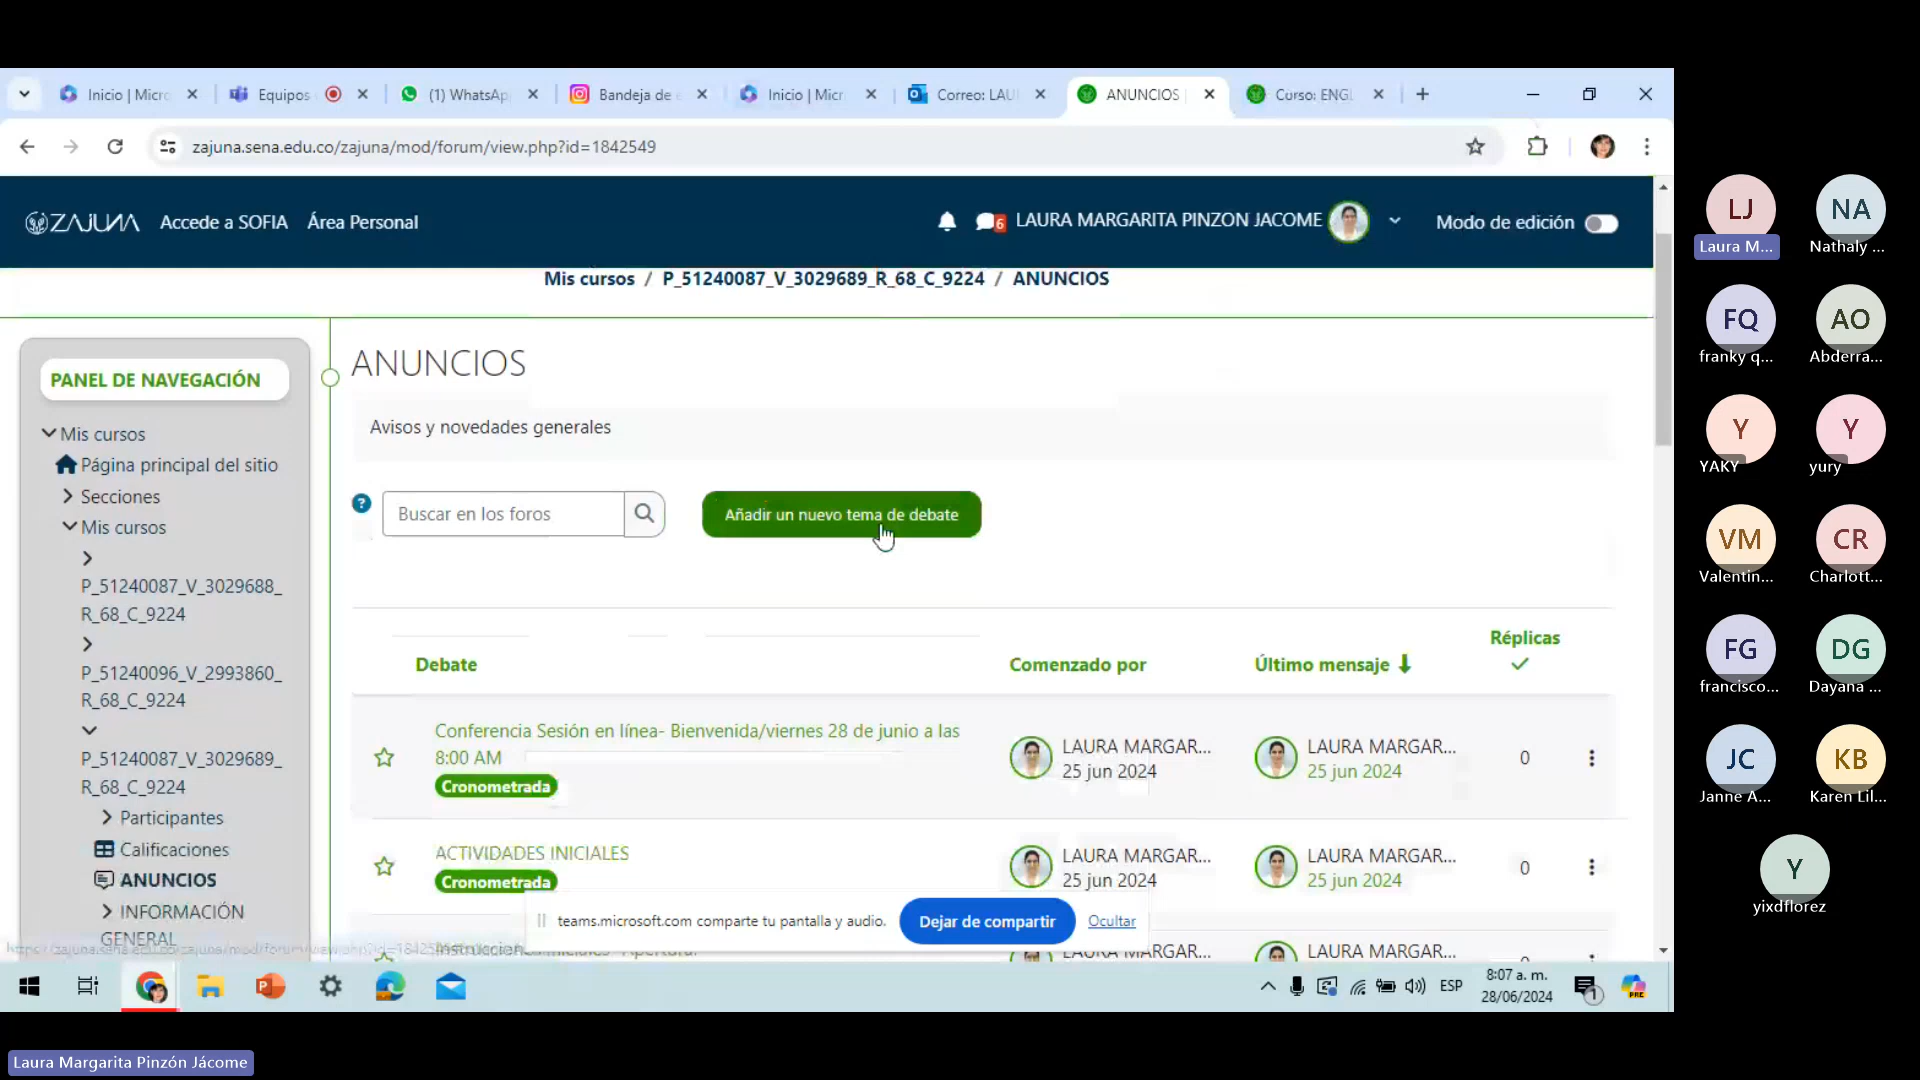 Inicio | Micro
Equipos
(1) WhatsAp
Bandeja de e
Inicio | Micr
Correo: LAU
ANUNCIOS
Curso: ENGL
zajuna.sena.edu.co/zajuna/mod/forum/view.php?id=1842549
ZAJUNA
Accede a SOFIA
Área Personal
6
LAURA MARGARITA PINZON JACOME
Modo de edición
Mis cursos / P_51240087_V_3029689_R_68_C_9224 / ANUNCIOS
PANEL DE NAVEGACIÓN
Mis cursos
Página principal del sitio
Secciones
Mis cursos
P_51240087_V_3029688_
R_68_C_9224
P_51240096_V_2993860_
R_68_C_9224
P_51240087_V_3029689_
R_68_C_9224
Participantes
Calificaciones
ANUNCIOS
INFORMACIÓN
GENERAL
ANUNCIOS
Avisos y novedades generales
Buscar en los foros
Añadir un nuevo tema de debate
Debate
Comenzado por
Último mensaje
Réplicas
Conferencia Sesión en línea- Bienvenida/viernes 28 de junio a las
8:00 AM
Cronometrada
LAURA MARGAR...
25 jun 2024
LAURA MARGAR...
25 jun 2024
0
ACTIVIDADES INICIALES
Cronometrada
LAURA MARGAR...
25 jun 2024
LAURA MARGAR...
25 jun 2024
0
LAURA MARGAR...
LAURA MARGAR...
teams.microsoft.com comparte tu pantalla y audio.
Dejar de compartir
Ocultar
ESP
8:07 a. m.
28/06/2024
1
PRE
LJ
Laura M...
NA
Nathaly ...
FQ
franky q...
AO
Abderra...
Y
YAKY
Y
yury
VM
Valentin...
CR
Charlott...
FG
francisco...
DG
Dayana ...
JC
Janne A...
KB
Karen Lil...
Y
yixdflorez
Laura Margarita Pinzón Jácome